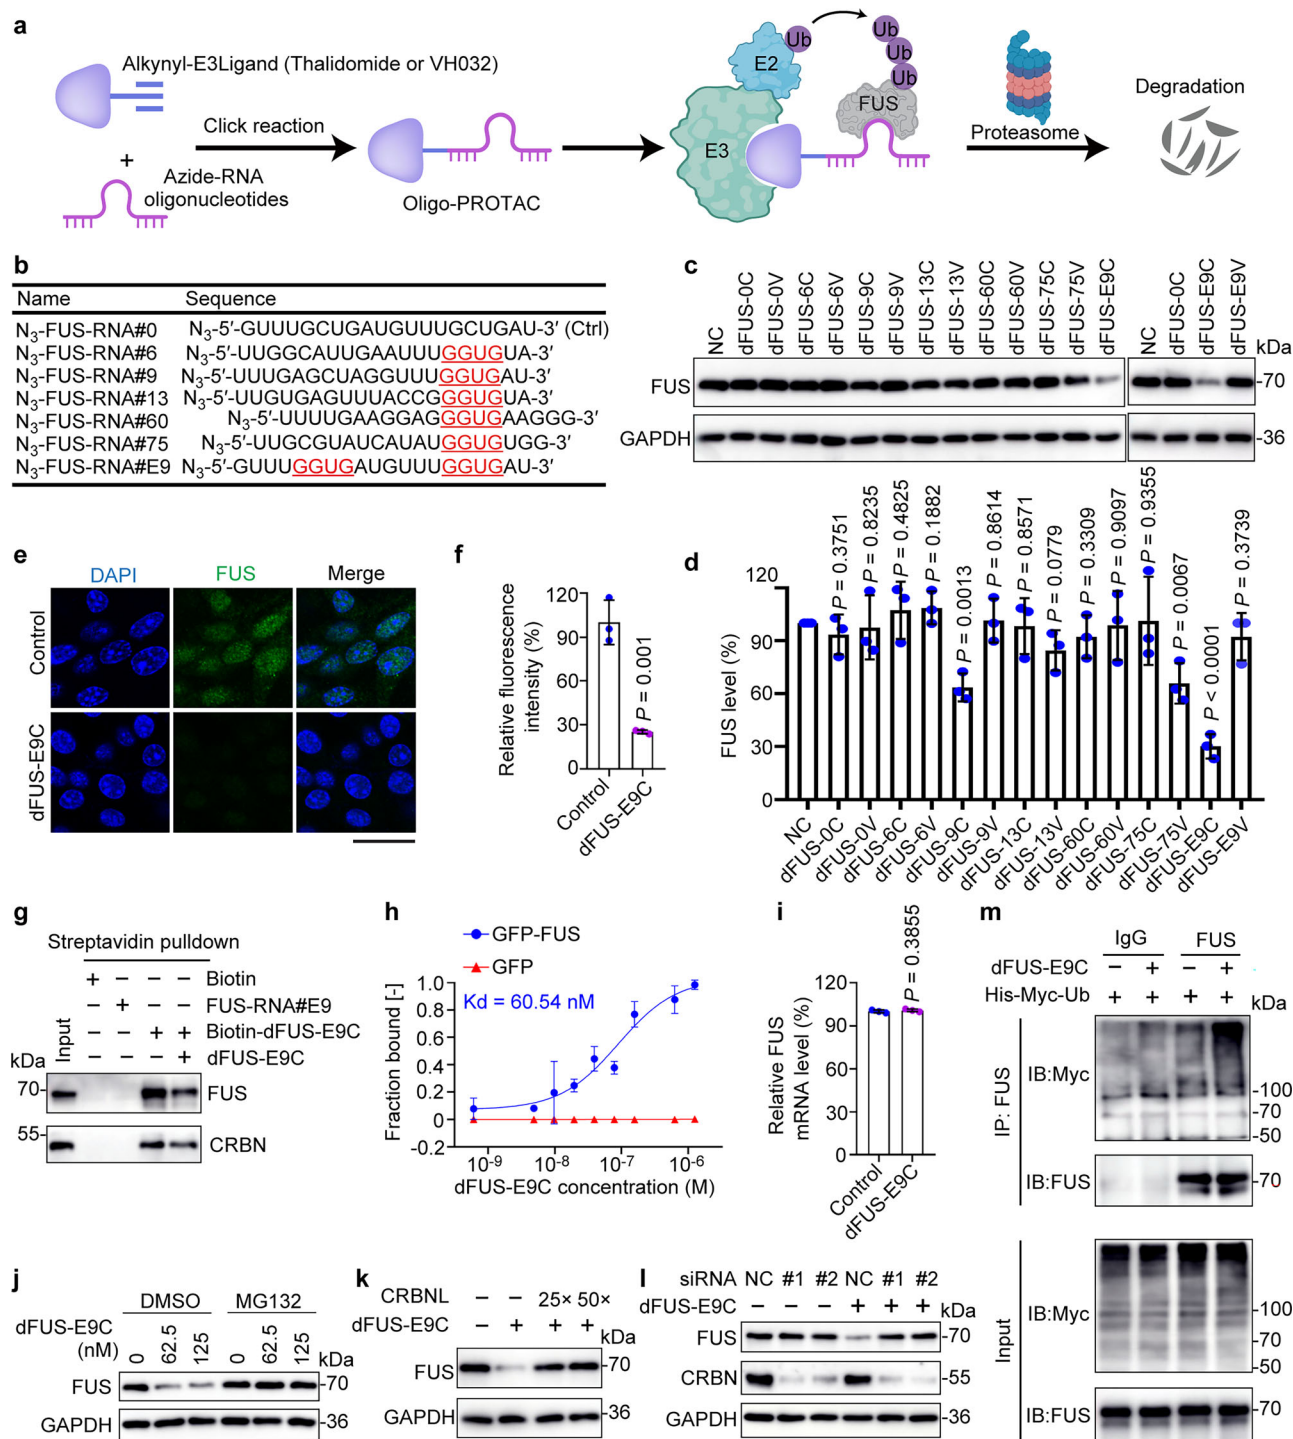 a
Alkynyl-E3Ligand (Thalidomide or VH032)
Click reaction
+
Azide-RNA
oligonucleotides
Oligo-PROTAC
E2
Ub
Ub
Ub
Ub
FUS
E3
Proteasome
Degradation
b
Name Sequence
N3-FUS-RNA#0 N3-5′-GUUUGCUGAUGUUUGCUGAU-3′ (Ctrl)
N3-FUS-RNA#6 N3-5′-UUGGCAUUGAAUUUGGUGUA-3′
N3-FUS-RNA#9 N3-5′-UUUGAGCUAGGUUUGGUGAU-3′
N3-FUS-RNA#13 N3-5′-UUGUGAGUUUACCGGGUGUA-3′
N3-FUS-RNA#60 N3-5′-UUUUGAAGGAGGGUGAAGGG-3′
N3-FUS-RNA#75 N3-5′-UUGCGUAUCAUAUGGUGUGG-3′
N3-FUS-RNA#E9 N3-5′-GUUUGGUGAUGUUUGGUGAU-3′
c
NC dFUS-0C dFUS-0V dFUS-6C dFUS-6V dFUS-9C dFUS-9V dFUS-13C dFUS-13V dFUS-60C dFUS-60V dFUS-75C dFUS-75V dFUS-E9C NC dFUS-0C dFUS-E9C dFUS-E9V
kDa
FUS -70
GAPDH -36
d
P = 0.3751 P = 0.8235 P = 0.4825 P = 0.1882 P = 0.0013 P = 0.8614 P = 0.8571 P = 0.0779 P = 0.3309 P = 0.9097 P = 0.9355 P = 0.0067 P < 0.0001 P = 0.3739
FUS level (%)
120
90
60
30
0
NC dFUS-0C dFUS-0V dFUS-6C dFUS-6V dFUS-9C dFUS-9V dFUS-13C dFUS-13V dFUS-60C dFUS-60V dFUS-75C dFUS-75V dFUS-E9C dFUS-E9V
e
DAPI FUS Merge
Control
dFUS-E9C
f
Relative fluorescence
intensity (%)
120
90
60
30
0
P = 0.001
Control dFUS-E9C
g
Streptavidin pulldown
Input
+ − − − Biotin
− + − − FUS-RNA#E9
− − + + Biotin-dFUS-E9C
− − − + dFUS-E9C
kDa
70 FUS
55 CRBN
h
GFP-FUS
GFP
Kd = 60.54 nM
Fraction bound [-]
1.0
0.8
0.6
0.4
0.2
0
-0.2
10-9 10-8 10-7 10-6
dFUS-E9C concentration (M)
i
P = 0.3855
Relative FUS
mRNA level (%)
120
90
60
30
0
Control dFUS-E9C
m
IgG FUS
dFUS-E9C − + − +
His-Myc-Ub + + + +
kDa
IP: FUS
IB:Myc
-100
-70
-50
IB:FUS -70
Input
IB:Myc
-100
-70
-50
IB:FUS -70
j
DMSO MG132
dFUS-E9C
(nM)
0 62.5 125 0 62.5 125
kDa
FUS -70
GAPDH -36
k
CRBNL − − 25× 50×
dFUS-E9C − + + +
kDa
FUS -70
GAPDH -36
l
siRNA NC #1 #2 NC #1 #2
dFUS-E9C − − − + + + kDa
FUS -70
CRBN -55
GAPDH -36